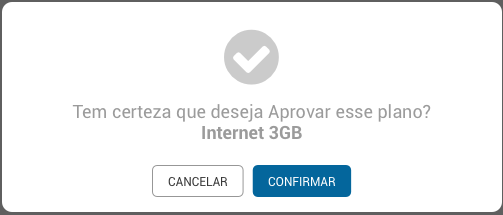 Tem certeza que deseja Aprovar esse plano?
Internet 3GB
CANCELAR
CONFIRMAR